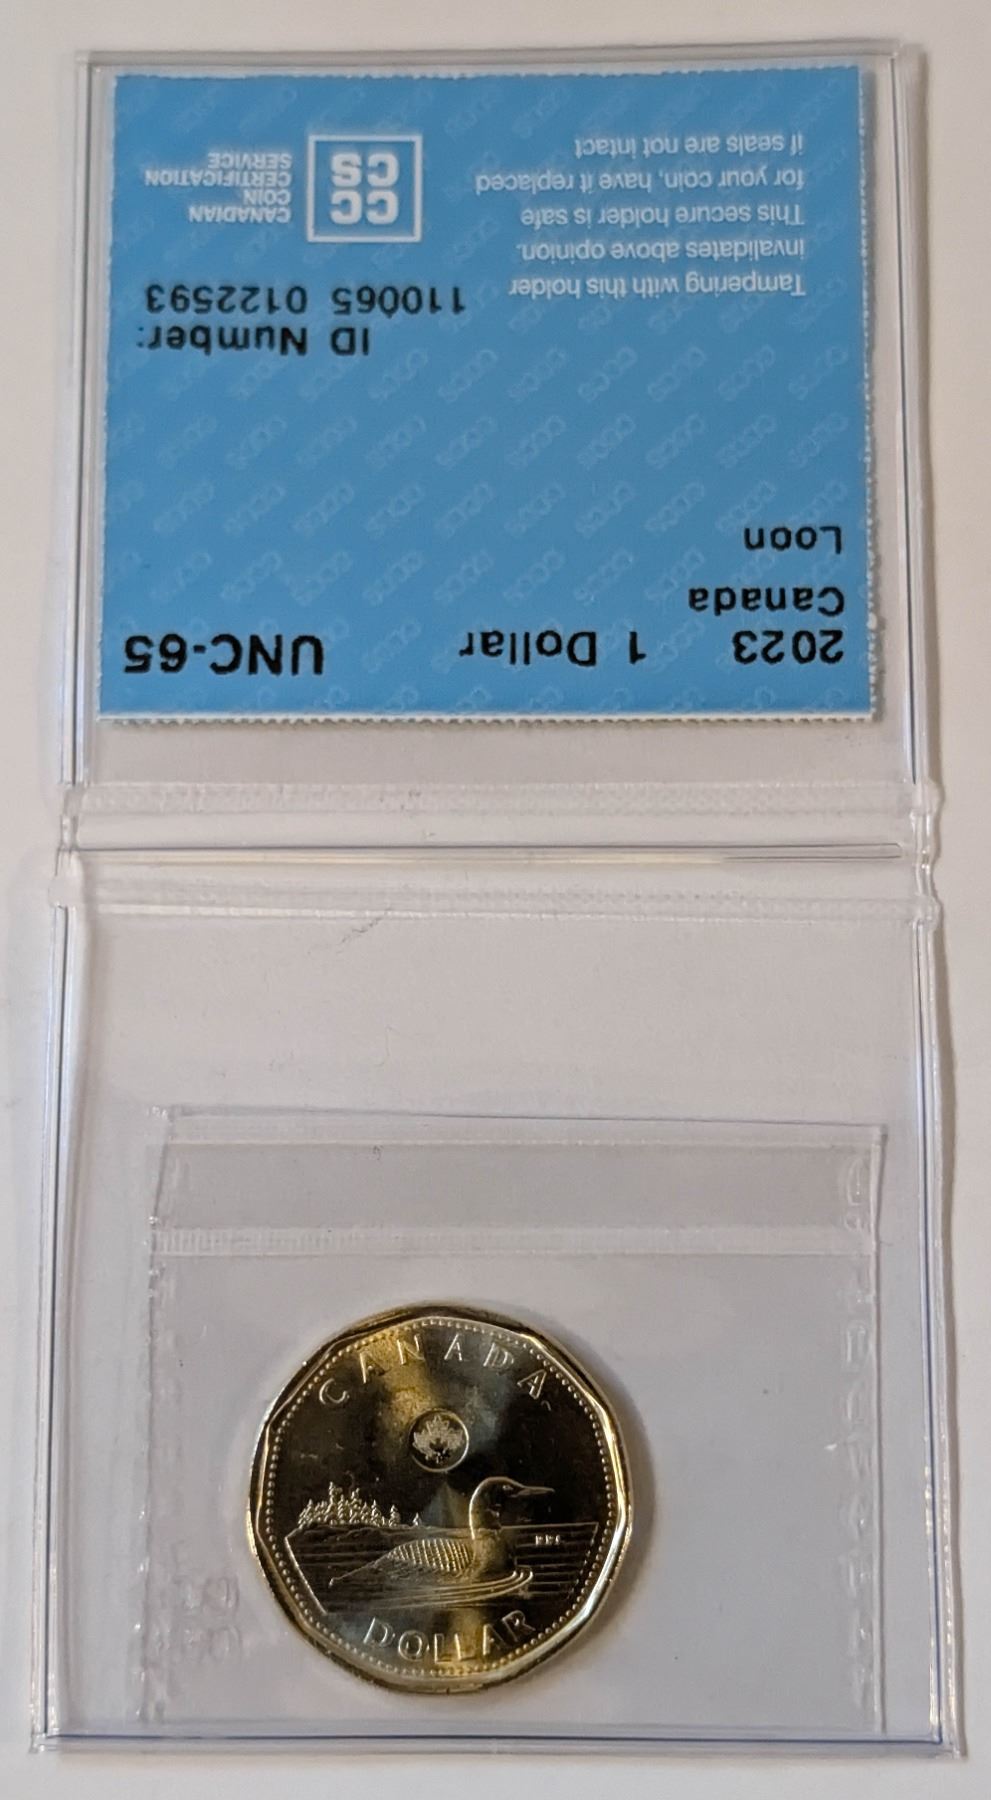 2023 1 Dollar UNC-65
Canada
Loon
ID Number:
110065 0122593
Tampering with this holder
invalidates above opinion.
This secure holder is safe
for your coin, have it replaced
if seals are not intact
CC
CS
CANADIAN
COIN
CERTIFICATION
SERVICE
CANADA
RRC
DOLLAR